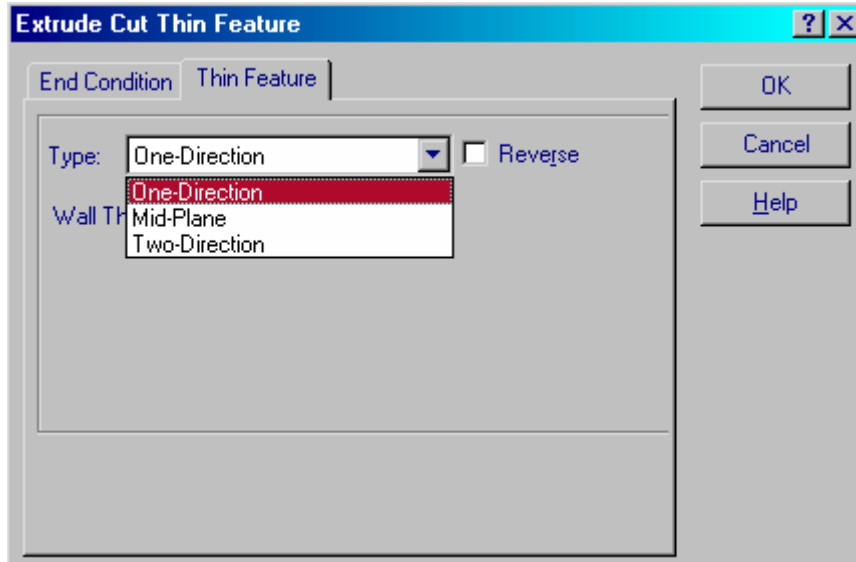 Extrude Cut Thin Feature
End Condition Thin Feature
OK
Type: One-Direction Reverse
Cancel
One-Direction
Help
Wall Mid-Plane
Two-Direction